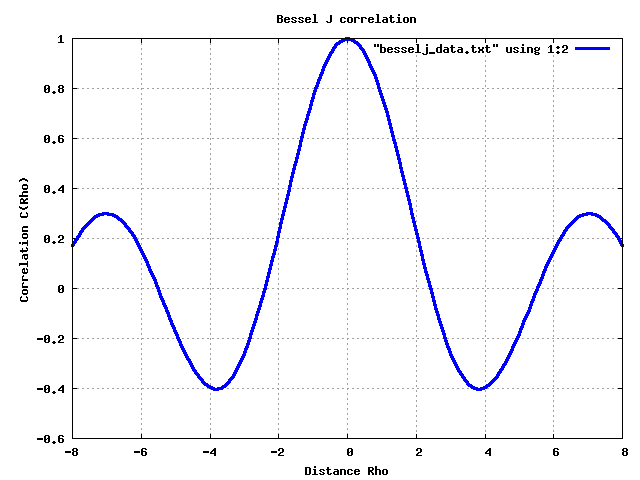 Bessel J correlation
"besselj_data.txt" using 1:2
1
0.8
0.6
0.4
0.2
0
-0.2
-0.4
-0.6
Correlation C(Rho)
-8 -6 -4 -2 0 2 4 6 8
Distance Rho